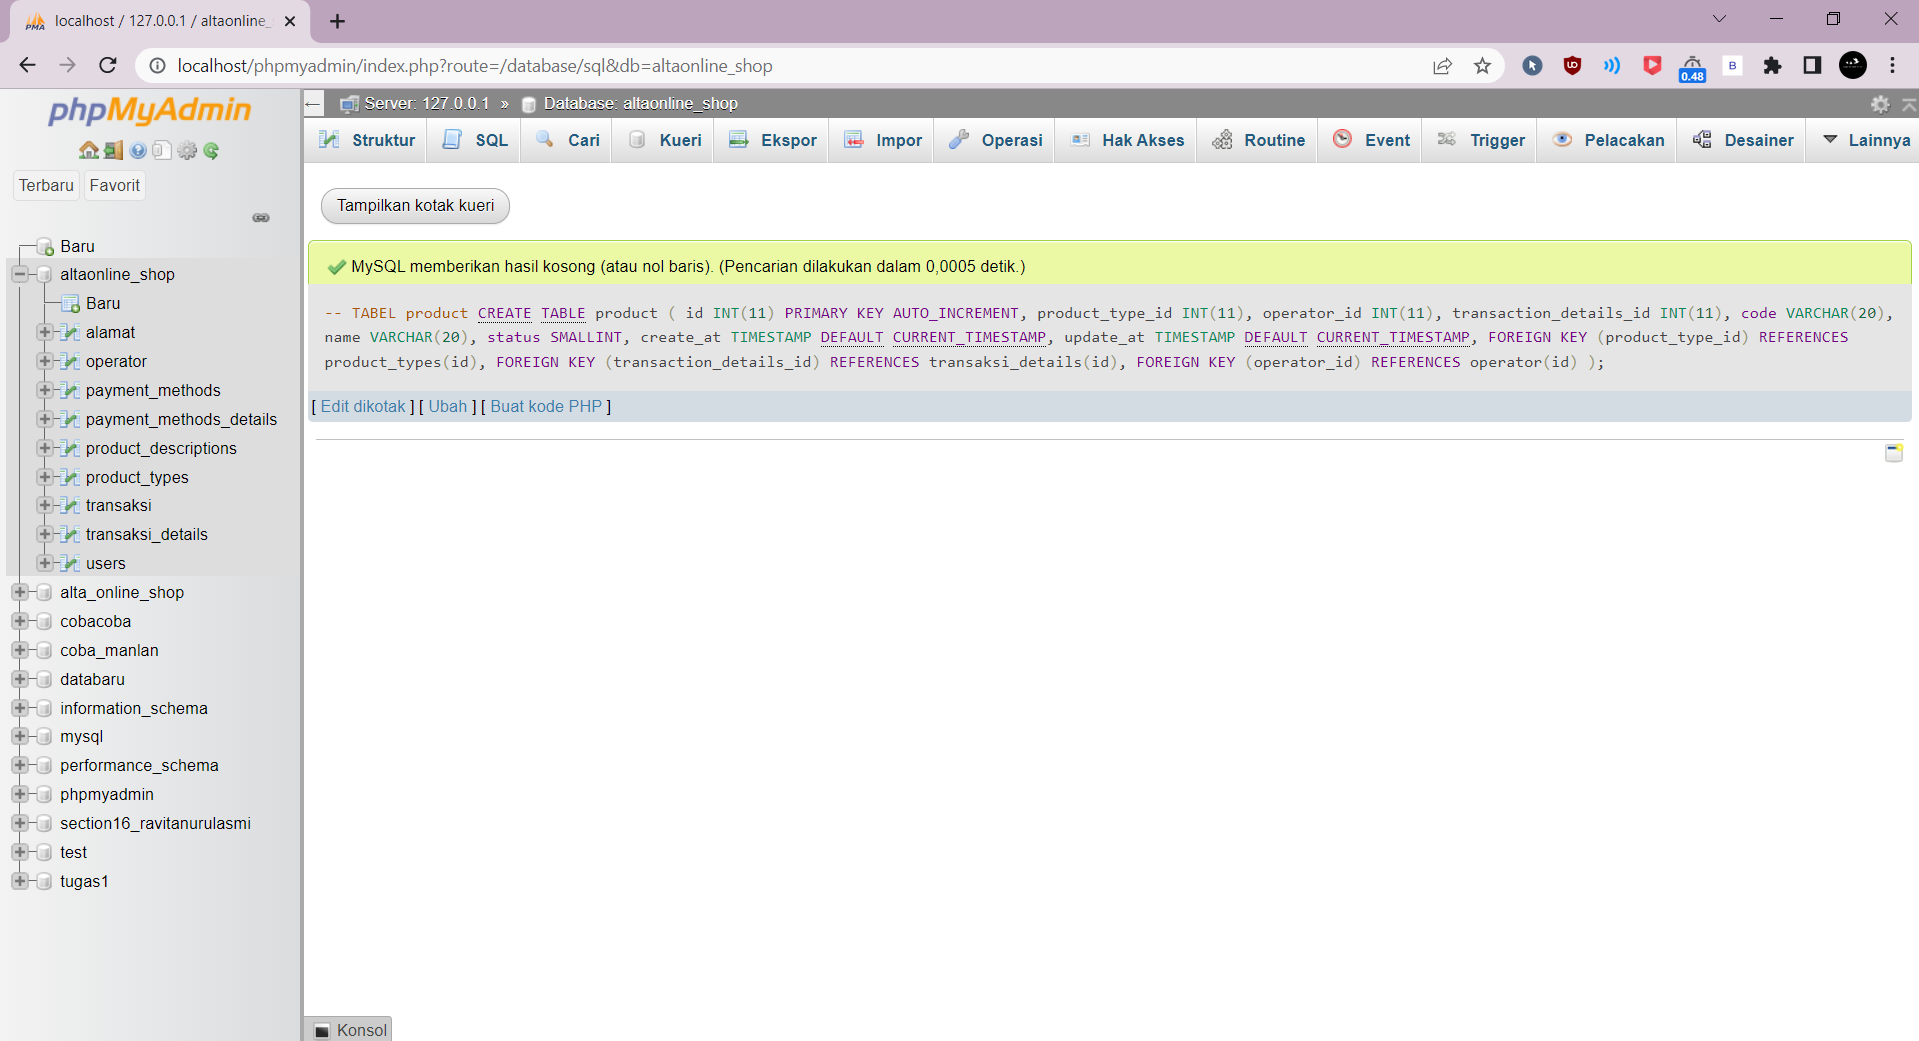 localhost / 127.0.0.1 / altaonline_
localhost/phpmyadmin/index.php?route=/database/sql&db=altaonline_shop
0.48
B
phpMyAdmin
Terbaru
Favorit
Baru
altaonline_shop
Baru
alamat
operator
payment_methods
payment_methods_details
product_descriptions
product_types
transaksi
transaksi_details
users
alta_online_shop
cobacoba
coba_manlan
databaru
information_schema
mysql
performance_schema
phpmyadmin
section16_ravitanurulasmi
test
tugas1
Server: 127.0.0.1 » Database: altaonline_shop
Struktur SQL Cari Kueri Ekspor Impor Operasi Hak Akses Routine Event Trigger Pelacakan Desainer Lainnya
Tampilkan kotak kueri
MySQL memberikan hasil kosong (atau nol baris). (Pencarian dilakukan dalam 0,0005 detik.)
-- TABEL product CREATE TABLE product ( id INT(11) PRIMARY KEY AUTO_INCREMENT, product_type_id INT(11), operator_id INT(11), transaction_details_id INT(11), code VARCHAR(20),
name VARCHAR(20), status SMALLINT, create_at TIMESTAMP DEFAULT CURRENT_TIMESTAMP, update_at TIMESTAMP DEFAULT CURRENT_TIMESTAMP, FOREIGN KEY (product_type_id) REFERENCES
product_types(id), FOREIGN KEY (transaction_details_id) REFERENCES transaksi_details(id), FOREIGN KEY (operator_id) REFERENCES operator(id) );
[ Edit dikotak ] [ Ubah ] [ Buat kode PHP ]
Konsol